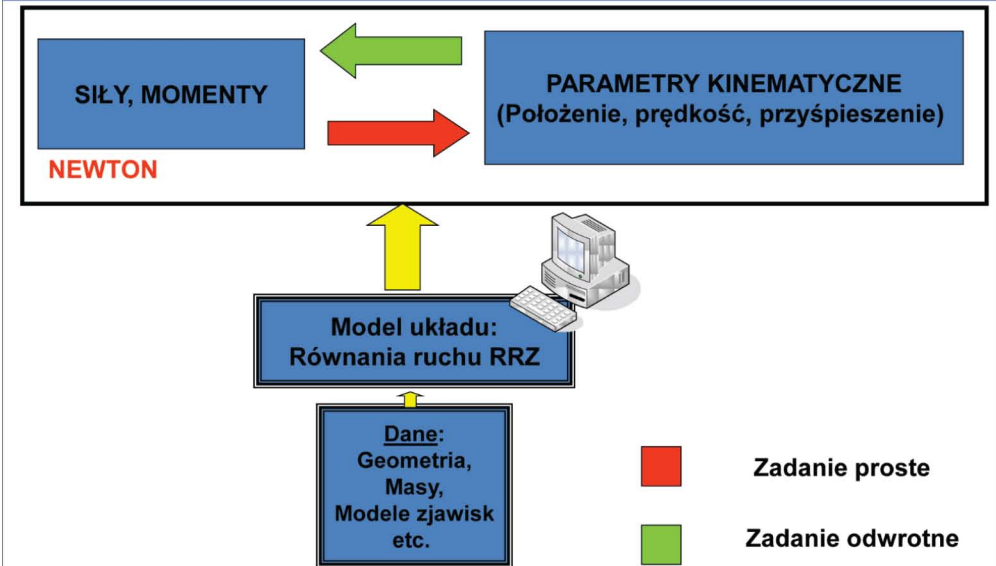 SIŁY, MOMENTY
NEWTON
PARAMETRY KINEMATYCZNE
(Położenie, prędkość, przyśpieszenie)
Model układu:
Równania ruchu RRZ
Dane:
Geometria,
Masy,
Modele zjawisk
etc.
Zadanie proste
Zadanie odwrotne